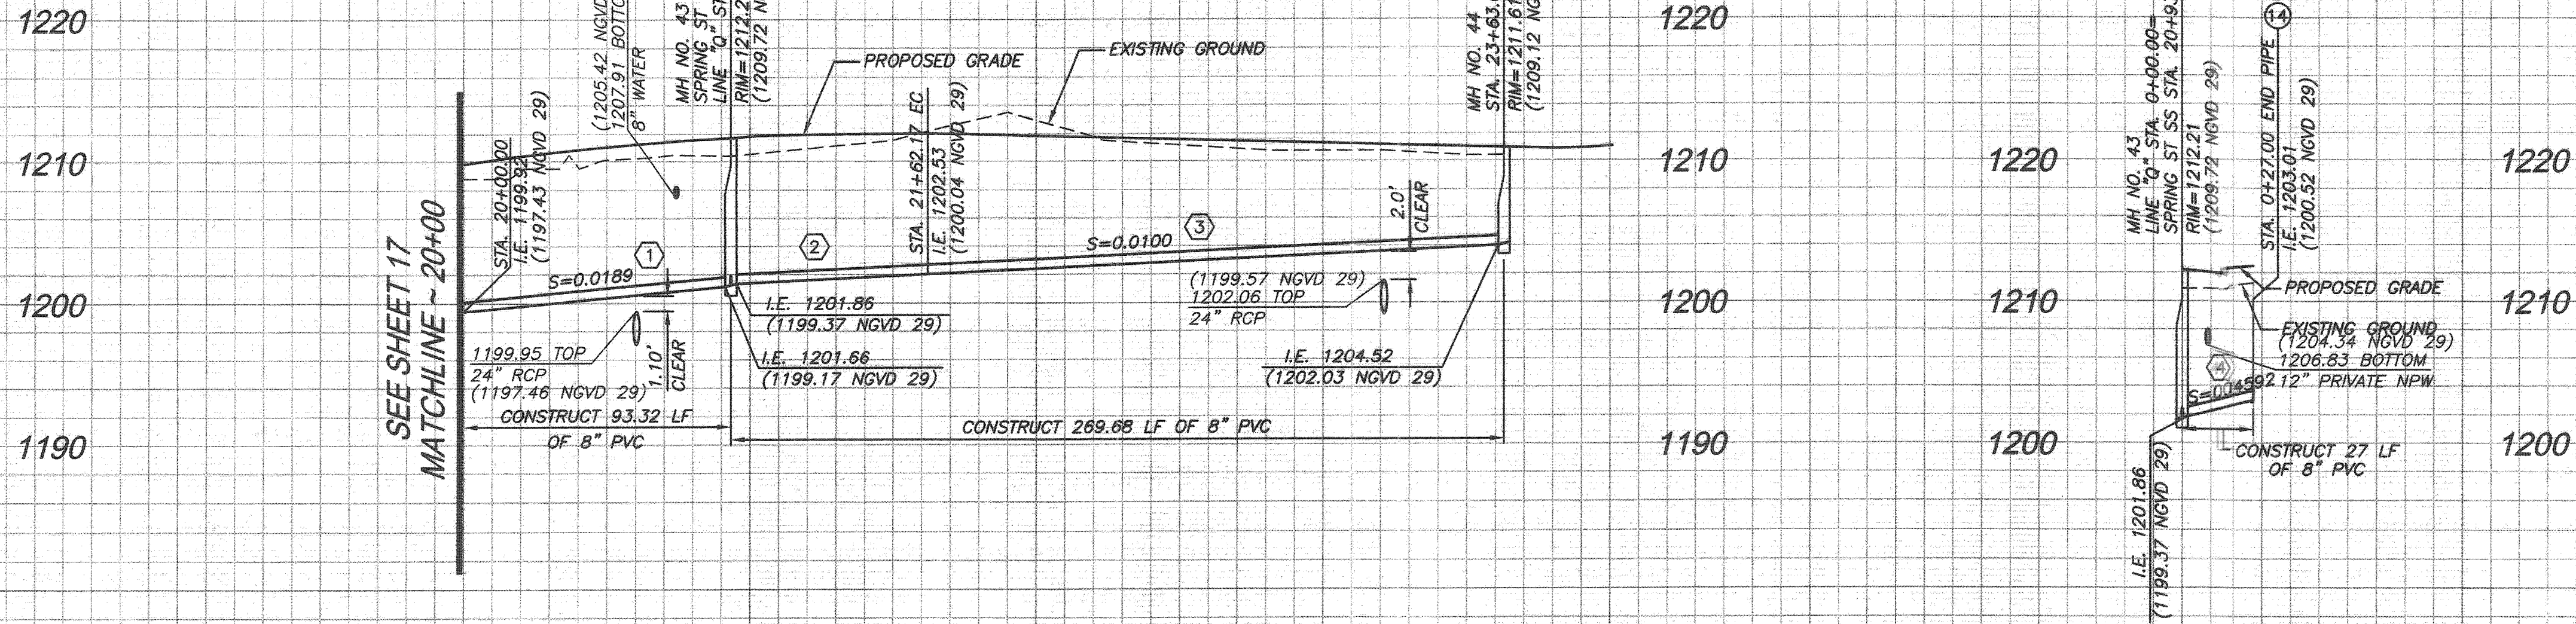 1220
1210
1200
1190
SEE SHEET 17
MATCHLINE ~ 20+00
STA. 20+00.00
I.E. 1199.92
(1197.43 NGVD 29)
(1205.42 NGVD
1207.91 BOTTO
8" WATER
MH NO. 43
SPRING ST
LINE "Q" ST
RIM=1212.2
(1209.72 N
PROPOSED GRADE
EXISTING GROUND
STA. 21+62.17 EC
I.E. 1202.53
(1200.04 NGVD 29)
MH NO. 44
STA. 23+63.
RIM=1211.61
(1209.12 NG
1
S=0.0189
2
S=0.0100
3
2.0'
CLEAR
1199.95 TOP
24" RCP
(1197.46 NGVD 29)
1.10'
CLEAR
I.E. 1201.86
(1199.37 NGVD 29)
I.E. 1201.66
(1199.17 NGVD 29)
(1199.57 NGVD 29)
1202.06 TOP
24" RCP
I.E. 1204.52
(1202.03 NGVD 29)
CONSTRUCT 93.32 LF
OF 8" PVC
CONSTRUCT 269.68 LF OF 8" PVC
1220
1210
1200
1190
1220
1210
1200
MH NO. 43
LINE "Q" STA. 0+00.00=
SPRING ST SS STA. 20+93
RIM=1212.21
(1209.72 NGVD 29)
14
STA. 0+27.00 END PIPE
I.E. 1203.01
(1200.52 NGVD 29)
PROPOSED GRADE
EXISTING GROUND
(1204.34 NGVD 29)
1206.83 BOTTOM
12" PRIVATE NPW
4
S=004592
CONSTRUCT 27 LF
OF 8" PVC
I.E. 1201.86
(1199.37 NGVD 29)
1220
1210
1200